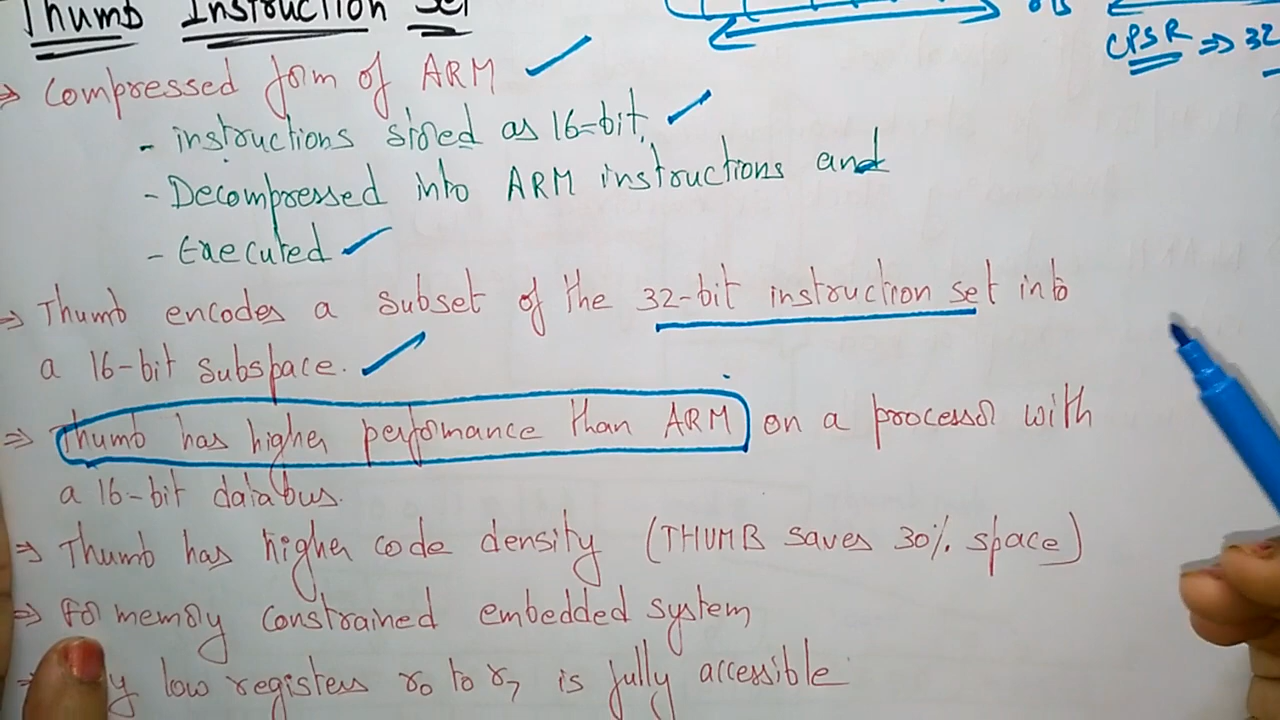 Thumb Instruction Set
CPSR ⇒ 32
⇒ Compressed form of ARM
- instructions stored as 16-bit,
- Decompressed into ARM instructions and
- Executed
⇒ Thumb encodes a subset of the 32-bit instruction set into
a 16-bit subspace.
⇒ Thumb has higher performance than ARM on a processor with
a 16-bit databus.
⇒ Thumb has higher code density (THUMB saves 30% space)
⇒ For memory constrained embedded system
low registers r0 to r7 is fully accessible